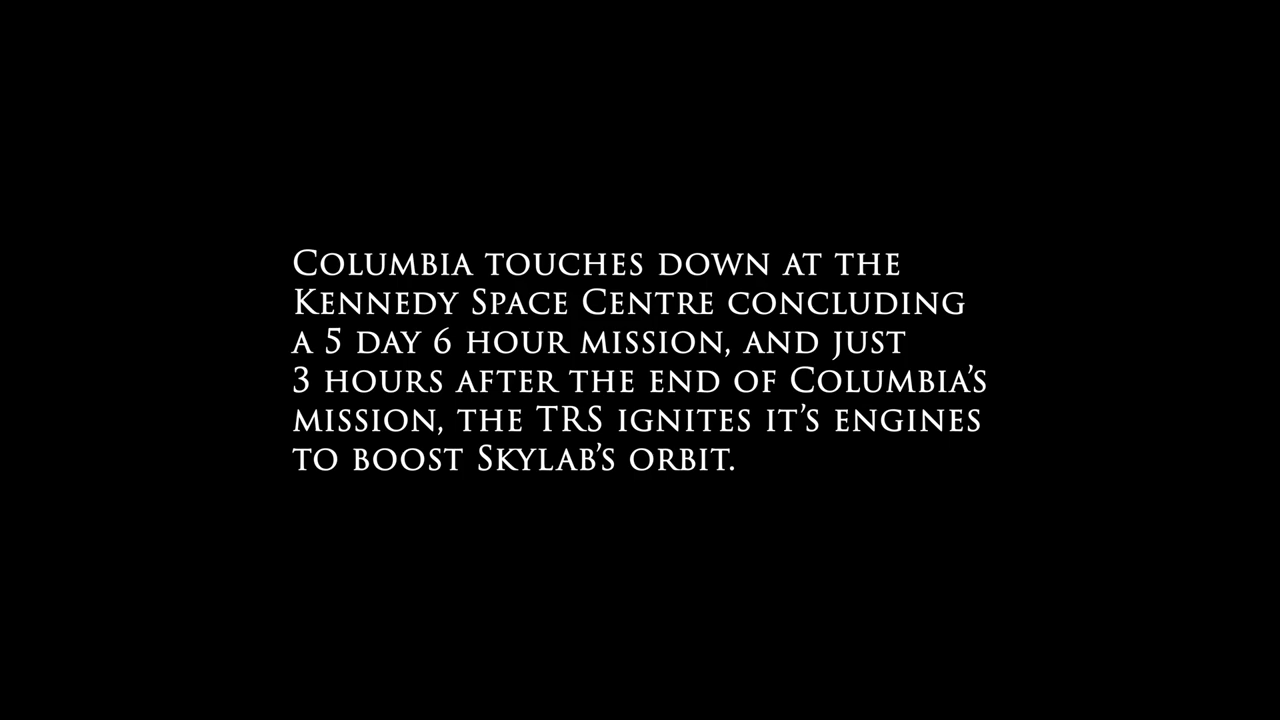 Columbia touches down at the
Kennedy Space Centre concluding
a 5 day 6 hour mission, and just
3 hours after the end of Columbia’s
mission, the TRS ignites it’s engines
to boost Skylab’s orbit.